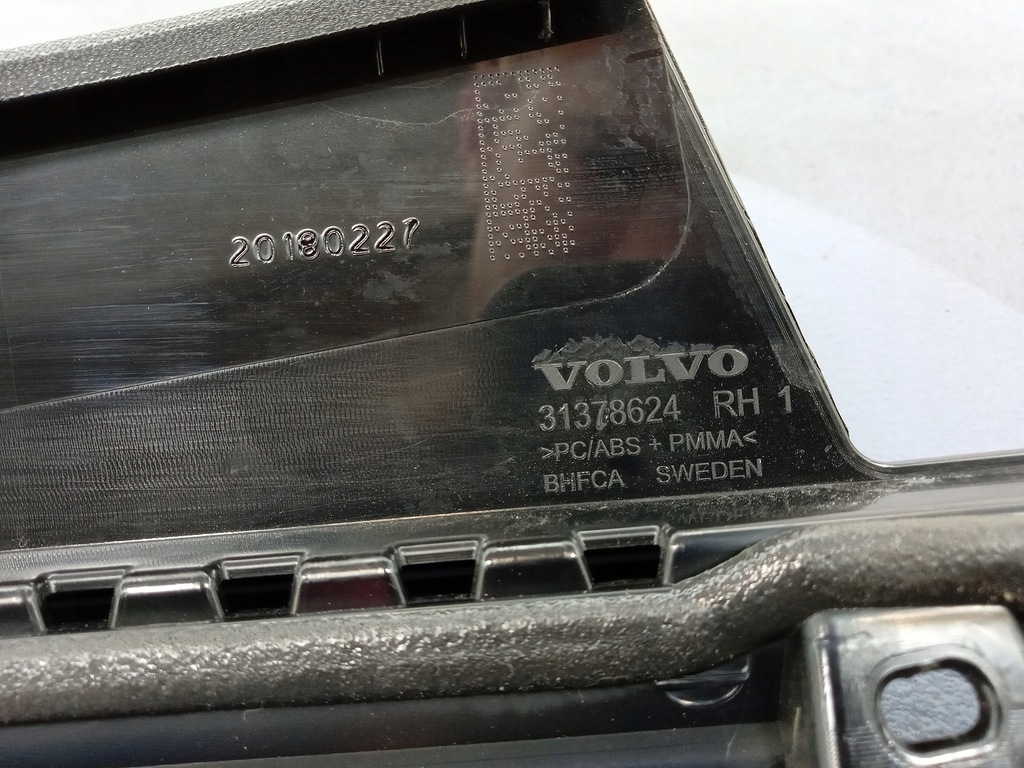 20180227
VOLVO
31378624 RH 1
>PC/ABS + PMMA<
BHFCA SWEDEN